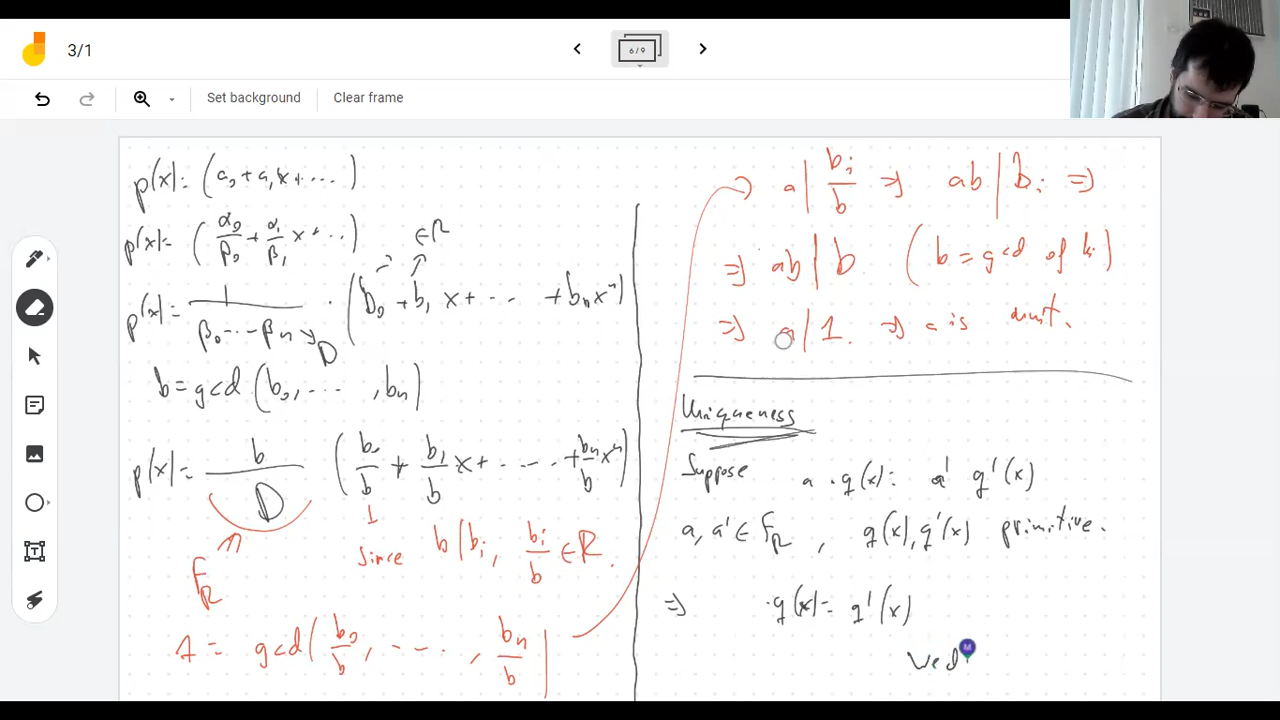 3/1
6 / 9
Set background
Clear frame
p(x) = (a₀ + a₁x + ....)
p(x) = (α₀/β₀ + α₁/β₁ x + ...)
∈ R
p(x) = 1/(β₀ --- βₙ) · (b₀ + b₁ x + --- + bₙxⁿ)
D
b = gcd (b₀, ---- , bₙ)
p(x) = b/D (b₀/b + b₁/b x + ---- + bₙ/b xⁿ)
F_R
Since b | bᵢ, bᵢ/b ∈ R.
1 = gcd (b₀/b, ---- , bₙ/b)
⇒ a | bᵢ/b ⇒ ab | bᵢ ⇒
⇒ ab | b (b = gcd of bᵢ)
⇒ a | 1. ⇒ a is unit.
Uniqueness
Suppose a · q(x) = a' q'(x)
a, a' ∈ F_R , q(x), q'(x) primitive.
⇒ q(x) = q'(x)
Wed
M